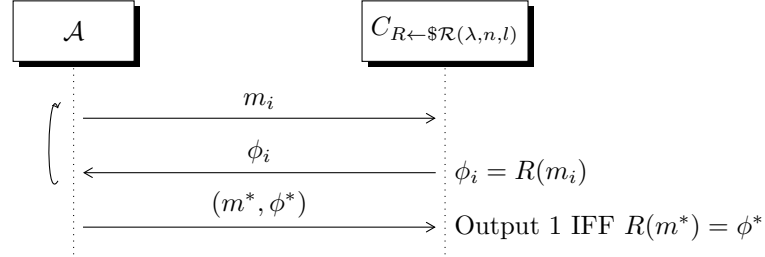 𝒜 C_{R←$ℛ(λ,n,l)}
m_i
ϕ_i
ϕ_i = R(m_i)
(m*, ϕ*)
Output 1 IFF R(m*) = ϕ*